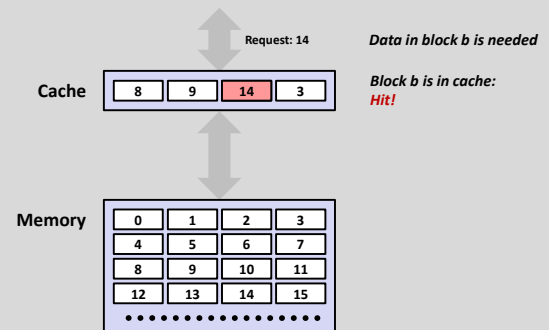 Request: 14
Data in block b is needed
Block b is in cache:
Hit!
Cache
8 9 14 3
Memory
0 1 2 3
4 5 6 7
8 9 10 11
12 13 14 15